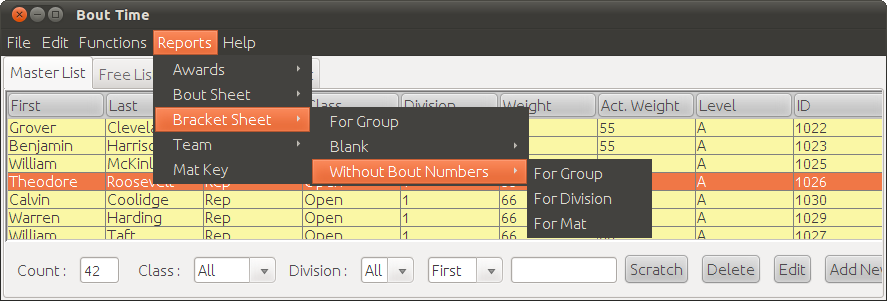 Bout Time
File Edit Functions Reports Help
Master List Free Lis
Awards
Bout Sheet
Bracket Sheet
Team
Mat Key
For Group
Blank
Without Bout Numbers
For Group
For Division
For Mat
First Last Class Division Weight Act. Weight Level ID
Grover Clevela 55 A 1022
Benjamin Harriso 55 A 1023
William McKinl A 1025
Theodore Roosevelt Rep Open A 1026
Calvin Coolidge Rep Open 1 66 A 1030
Warren Harding Rep Open 1 66 A 1029
William Taft Rep Open 1 66 A 1027
Count : 42 Class : All Division : All First Scratch Delete Edit Add New